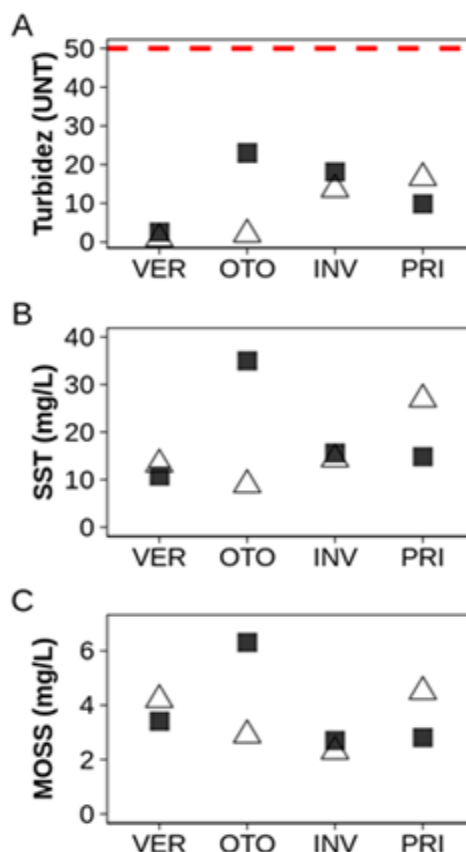 A
Turbidez (UNT)
50
40
30
20
10
0
VER OTO INV PRI
B
SST (mg/L)
40
30
20
10
0
VER OTO INV PRI
C
MOSS (mg/L)
6
4
2
0
VER OTO INV PRI